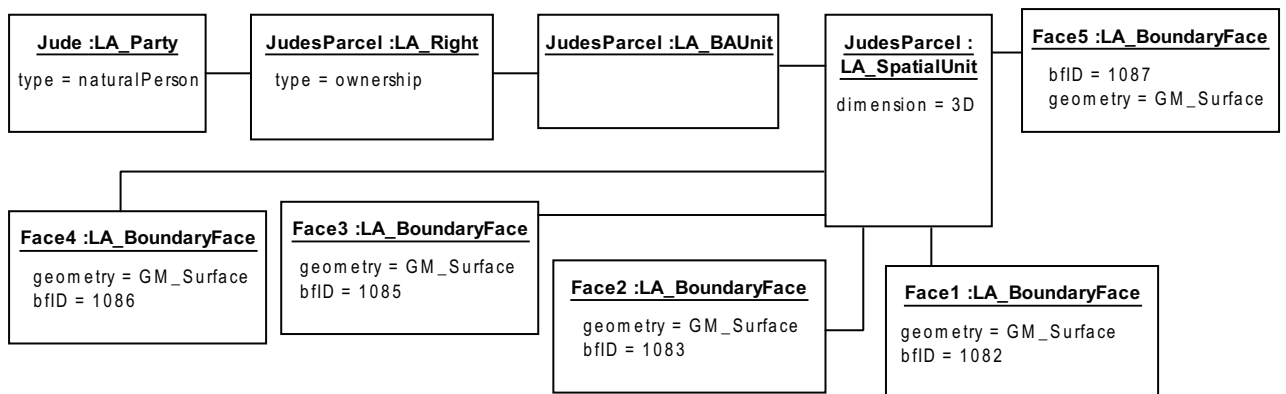 Jude :LA_Party
type = naturalPerson
JudesParcel :LA_Right
type = ownership
JudesParcel :LA_BAUnit
JudesParcel :
LA_SpatialUnit
dimension = 3D
Face5 :LA_BoundaryFace
bfID = 1087
geometry = GM_Surface
Face4 :LA_BoundaryFace
geometry = GM_Surface
bfID = 1086
Face3 :LA_BoundaryFace
geometry = GM_Surface
bfID = 1085
Face2 :LA_BoundaryFace
geometry = GM_Surface
bfID = 1083
Face1 :LA_BoundaryFace
geometry = GM_Surface
bfID = 1082